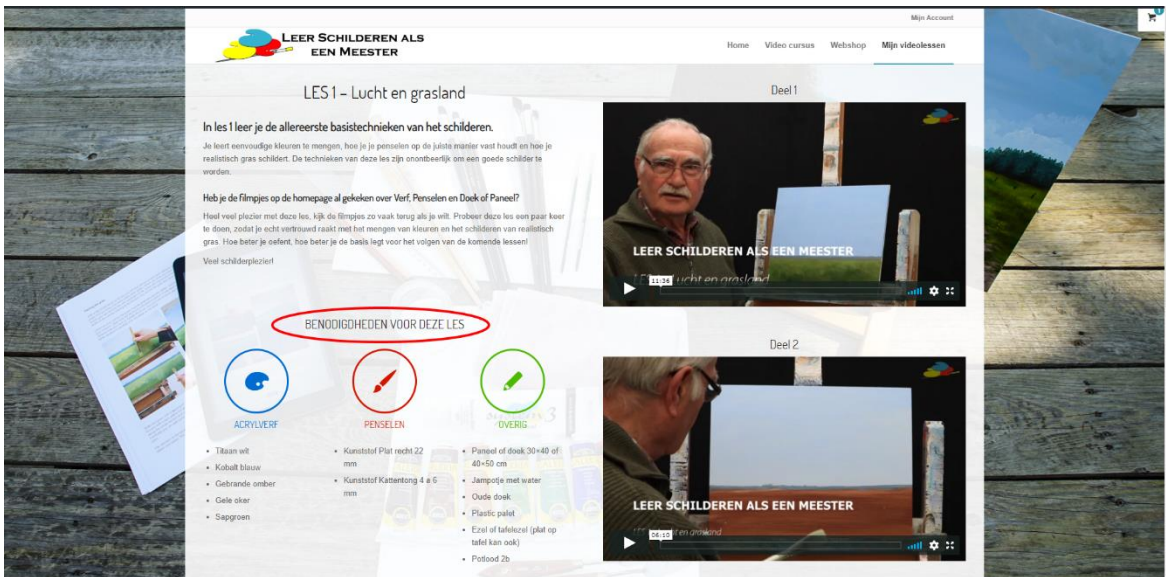 Mijn Account
1
LEER SCHILDEREN ALS
EEN MEESTER
Home
Video cursus
Webshop
Mijn videolessen
LES 1 – Lucht en grasland
In les 1 leer je de allereerste basistechnieken van het schilderen.
Je leert eenvoudige kleuren te mengen, hoe je je penselen op de juiste manier vast houdt en hoe je
realistisch gras schildert. De technieken van deze les zijn onontbeerlijk om een goede schilder te
worden.
Heb je de filmpjes op de homepage al gekeken over Verf, Penselen en Doek of Paneel?
Heel veel plezier met deze les, kijk de filmpjes zo vaak terug als je wilt. Probeer deze les een paar keer
te doen, zodat je echt vertrouwd raakt met het mengen van kleuren en het schilderen van realistisch
gras. Hoe beter je oefent, hoe beter je de basis legt voor het volgen van de komende lessen!
Veel schilderplezier!
BENODIGDHEDEN VOOR DEZE LES
ACRYLVERF
Titaan wit
Kobalt blauw
Gebrande omber
Gele oker
Sapgroen
PENSELEN
Kunststof Plat recht 22
mm
Kunststof Kattentong 4 a 6
mm
OVERIG
Paneel of doek 30×40 of
40×50 cm
Jampotje met water
Oude doek
Plastic palet
Ezel of tafelezel (plat op
tafel kan ook)
Potlood 2b
Deel 1
LEER SCHILDEREN ALS EEN MEESTER
Lucht en grasland
11:36
Deel 2
LEER SCHILDEREN ALS EEN MEESTER
en grasland
06:10